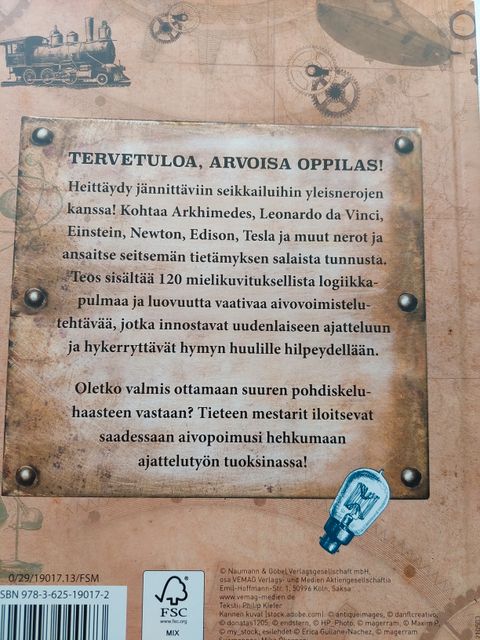 TERVETULOA, ARVOISA OPPILAS!
Heittäydy jännittäviin seikkailuihin yleisnerojen
kanssa! Kohtaa Arkhimedes, Leonardo da Vinci,
Einstein, Newton, Edison, Tesla ja muut nerot ja
ansaitse seitsemän tietämyksen salaista tunnusta.
Teos sisältää 120 mielikuvituksellista logiikka-
pulmaa ja luovuutta vaativaa aivovoimistelu-
tehtävää, jotka innostavat uudenlaiseen ajatteluun
ja hykerryttävät hymyn huulille hilpeydellään.
Oletko valmis ottamaan suuren pohdiskelu-
haasteen vastaan? Tieteen mestarit iloitsevat
saadessaan aivopoimusi hehkumaan
ajattelutyön tuoksinassa!
0/29/19017.13/FSM
ISBN 978-3-625-19017-2
FSC
www.fsc.org
MIX
© Naumann & Göbel Verlagsgesellschaft mbH,
osa VEMAG Verlags- und Medien Aktiengesellschaftia
Emil-Hoffmann-Str. 1, 50996 Köln, Saksa
www.vemag-medien.de
Teksti: Philip Kiefer
Kannen kuvat (stock.adobe.com): © antiqueimages, © danflcreativo,
© donatas1205, © endstern, © HP_Photo, © magerram, © Maxim P,
© my_stock; esilehdet © Erica Guilane-Nachez, © magerram